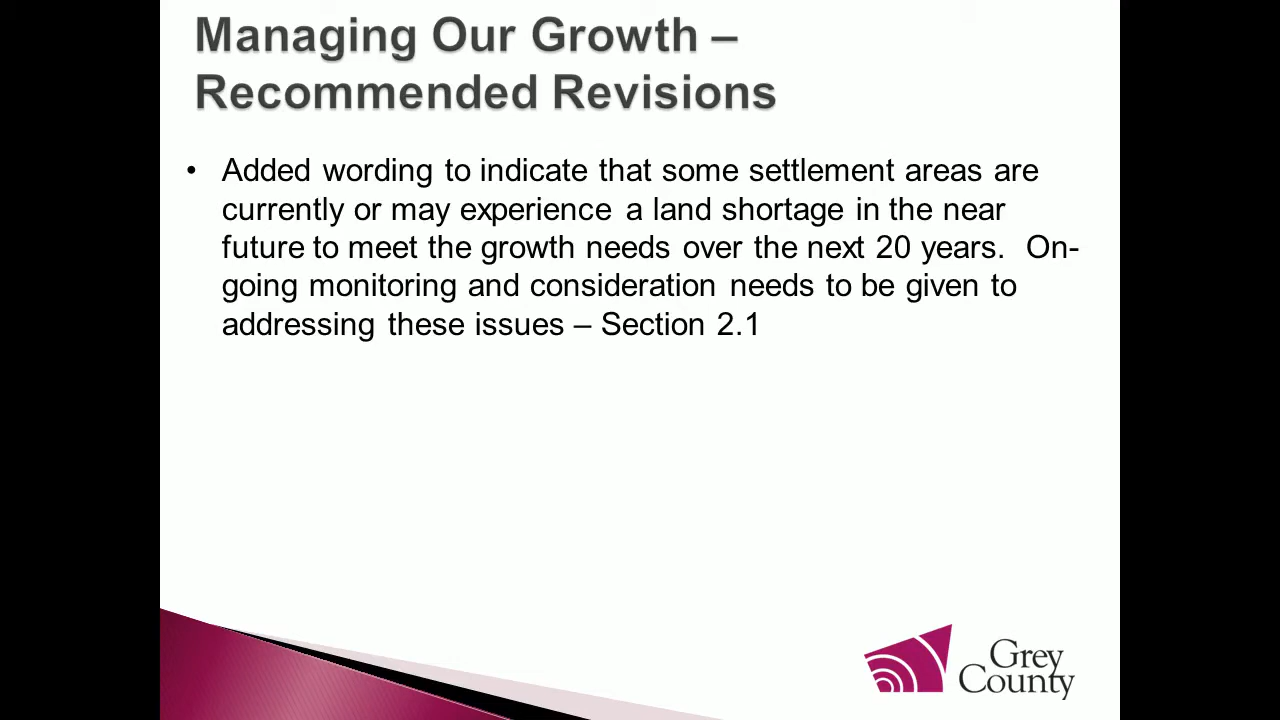 Managing Our Growth –
Recommended Revisions
• Added wording to indicate that some settlement areas are
currently or may experience a land shortage in the near
future to meet the growth needs over the next 20 years. On-
going monitoring and consideration needs to be given to
addressing these issues – Section 2.1
Grey
County